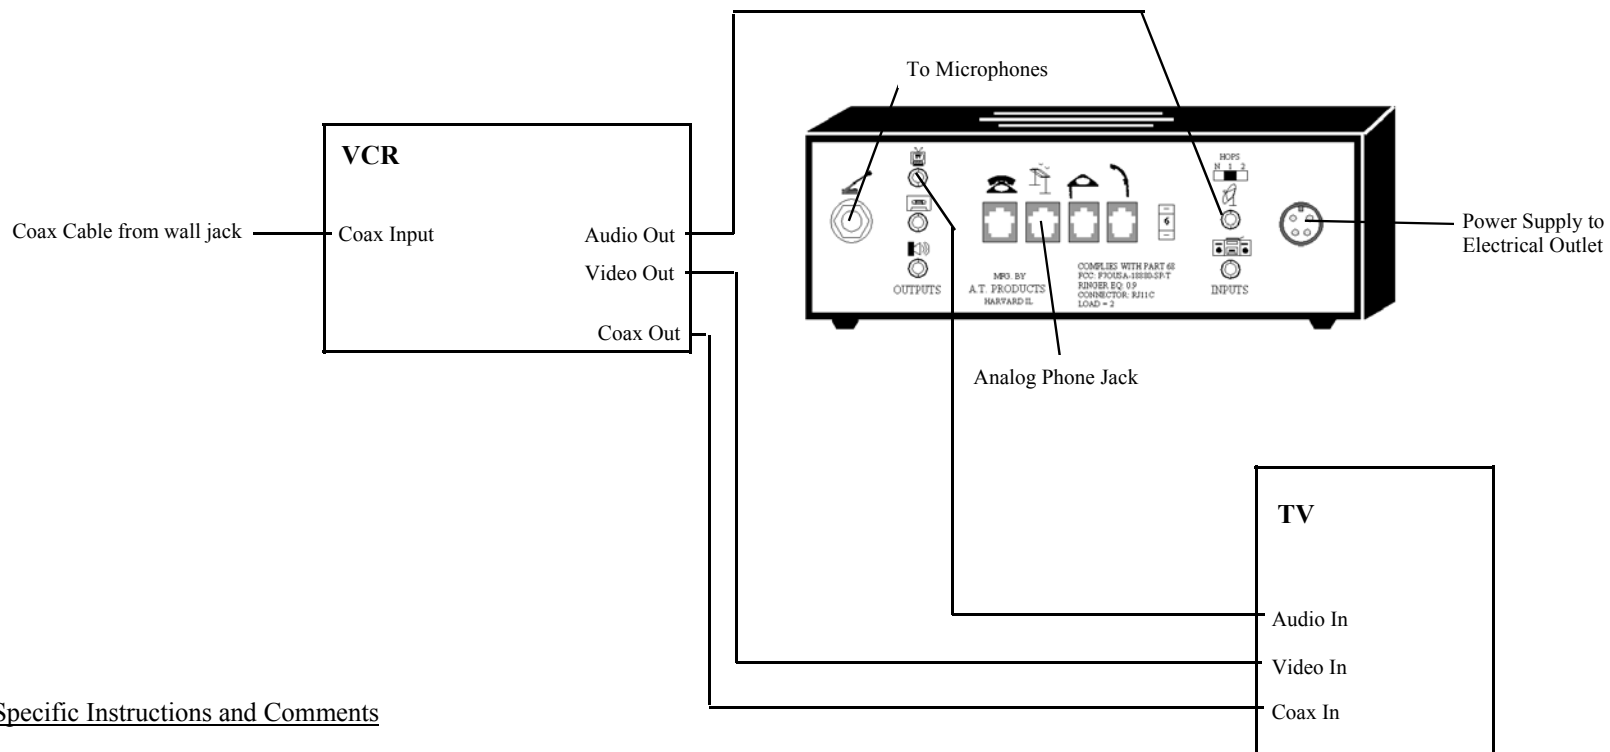 To Microphones
VCR
Coax Cable from wall jack
Coax Input
Audio Out
Video Out
Coax Out
HOPS
N 1 2
OUTPUTS
MFG. BY
A.T. PRODUCTS
HARVARD IL
COMPLIES WITH PART 68
RINGER EQ: 0.9
CONNECTOR: RJ11C
LOAD = 2
INPUTS
Power Supply to
Electrical Outlet
Analog Phone Jack
TV
Audio In
Video In
Coax In
Specific Instructions and Comments